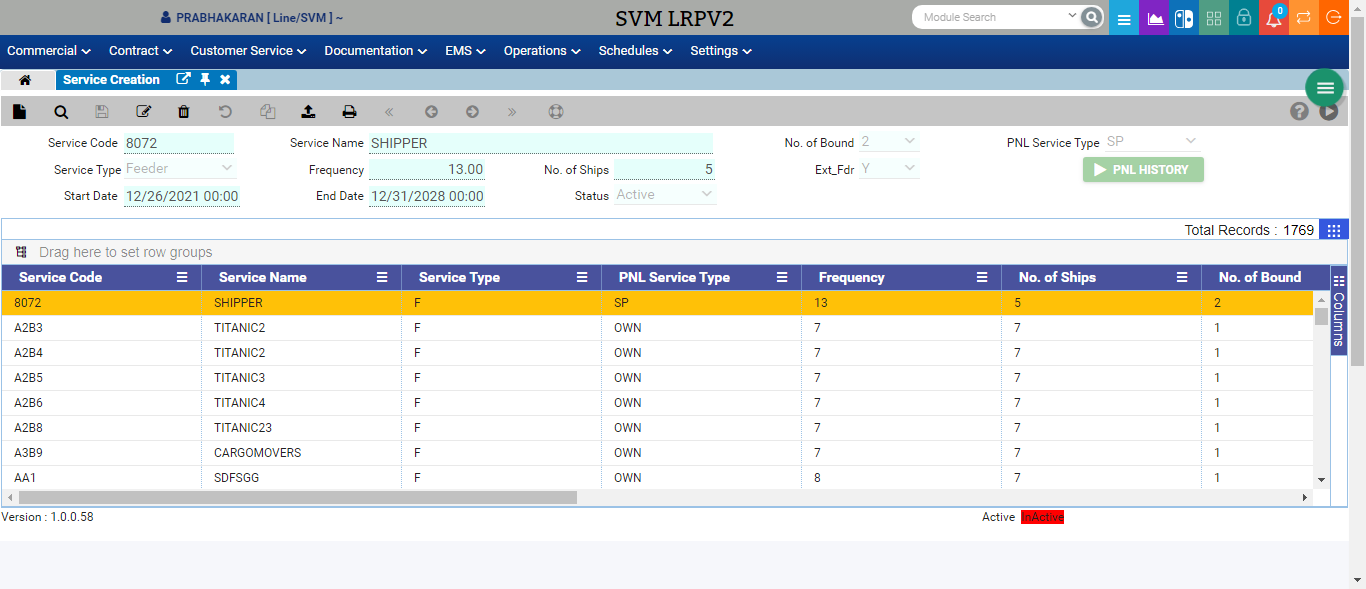 PRABHAKARAN [ Line/SVM ] ~ SVM LRPV2 Module Search 0
Commercial Contract Customer Service Documentation EMS Operations Schedules Settings
Service Creation
Service Code 8072 Service Name SHIPPER No. of Bound 2 PNL Service Type SP
Service Type Feeder Frequency 13.00 No. of Ships 5 Ext_Fdr Y PNL HISTORY
Start Date 12/26/2021 00:00 End Date 12/31/2028 00:00 Status Active
Total Records : 1769
Drag here to set row groups
Service Code Service Name Service Type PNL Service Type Frequency No. of Ships No. of Bound
Columns
8072 SHIPPER F SP 13 5 2
A2B3 TITANIC2 F OWN 7 7 1
A2B4 TITANIC2 F OWN 7 7 1
A2B5 TITANIC3 F OWN 7 7 1
A2B6 TITANIC4 F OWN 7 7 1
A2B8 TITANIC23 F OWN 7 7 1
A3B9 CARGOMOVERS F OWN 7 7 1
AA1 SDFSGG F OWN 8 7 1
Version : 1.0.0.58 Active InActive